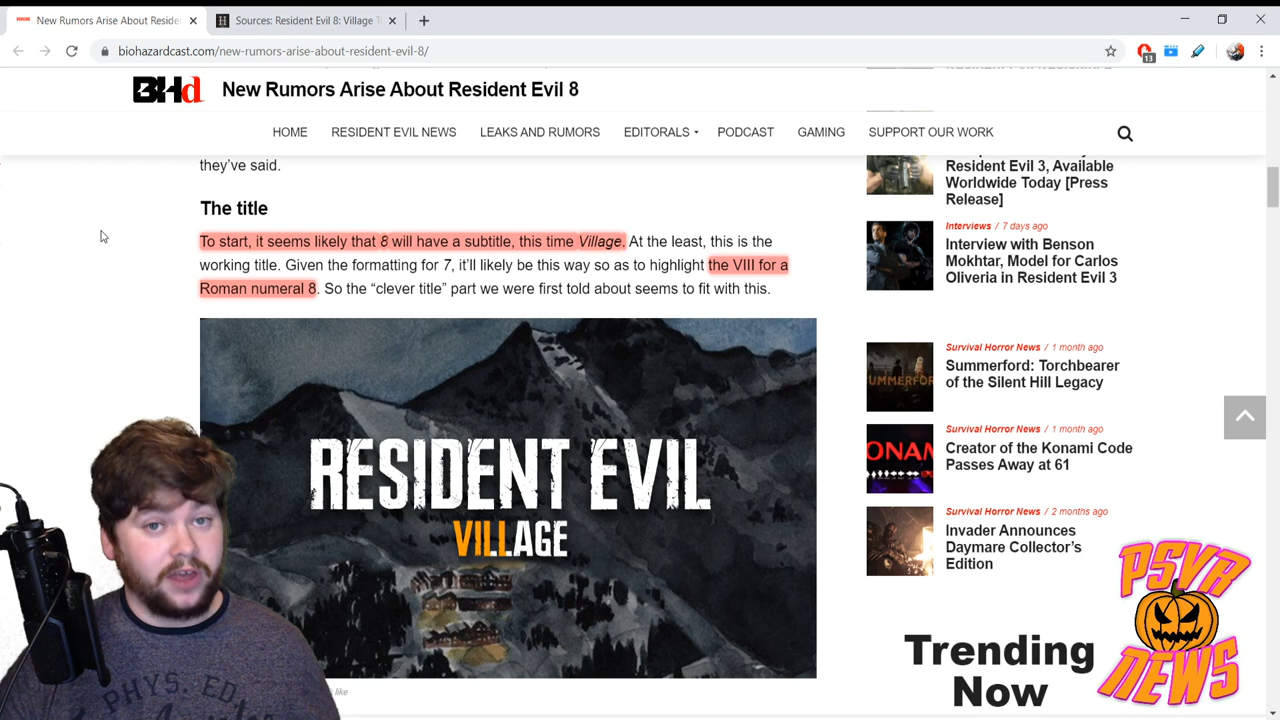 New Rumors Arise About Reside
Sources: Resident Evil 8: Village
biohazardcast.com/new-rumors-arise-about-resident-evil-8/
13
BHd
New Rumors Arise About Resident Evil 8
HOME RESIDENT EVIL NEWS LEAKS AND RUMORS EDITORALS PODCAST GAMING SUPPORT OUR WORK
they've said.
The title
To start, it seems likely that 8 will have a subtitle, this time Village. At the least, this is the
working title. Given the formatting for 7, it'll likely be this way so as to highlight the VIII for a
Roman numeral 8. So the "clever title" part we were first told about seems to fit with this.
RESIDENT EVIL
VILLAGE
like
Resident Evil 3, Available
Worldwide Today [Press
Release]
Interviews / 7 days ago
Interview with Benson
Mokhtar, Model for Carlos
Oliveria in Resident Evil 3
Survival Horror News / 1 month ago
Summerford: Torchbearer
of the Silent Hill Legacy
UMMERFOR
Survival Horror News / 1 month ago
Creator of the Konami Code
Passes Away at 61
KONAM
Survival Horror News / 2 months ago
Invader Announces
Daymare Collector's
Edition
Trending
Now
PSVR
NEWS
PHYS. ED.